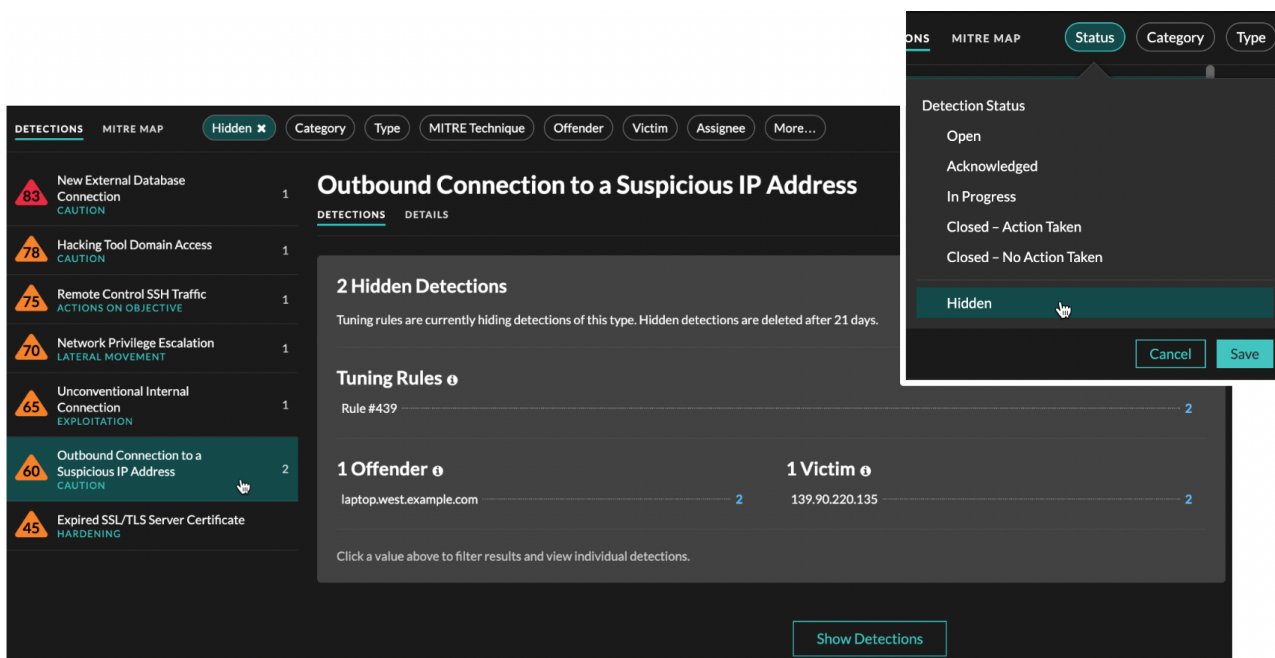 ONS MITRE MAP Status Category Type
Detection Status
Open
Acknowledged
In Progress
Closed – Action Taken
Closed – No Action Taken
Hidden
Cancel Save
DETECTIONS MITRE MAP Hidden ✖ Category Type MITRE Technique Offender Victim Assignee More...
83
New External Database
Connection
CAUTION
1
78
Hacking Tool Domain Access
CAUTION
1
75
Remote Control SSH Traffic
ACTIONS ON OBJECTIVE
1
70
Network Privilege Escalation
LATERAL MOVEMENT
1
65
Unconventional Internal
Connection
EXPLOITATION
1
60
Outbound Connection to a
Suspicious IP Address
CAUTION
2
45
Expired SSL/TLS Server Certificate
HARDENING
Outbound Connection to a Suspicious IP Address
DETECTIONS DETAILS
2 Hidden Detections
Tuning rules are currently hiding detections of this type. Hidden detections are deleted after 21 days.
Tuning Rules
Rule #439 2
1 Offender
laptop.west.example.com 2
1 Victim
139.90.220.135 2
Click a value above to filter results and view individual detections.
Show Detections